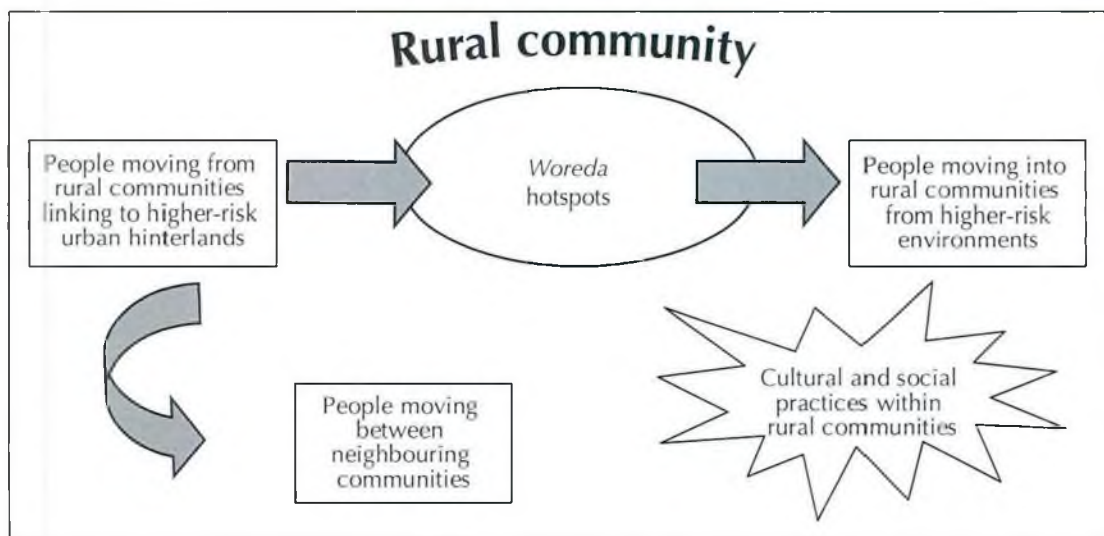 Rural community
People moving from
rural communities
linking to higher-risk
urban hinterlands
Woreda
hotspots
People moving into
rural communities
from higher-risk
environments
People moving
between
neighbouring
communities
Cultural and social
practices within
rural communities